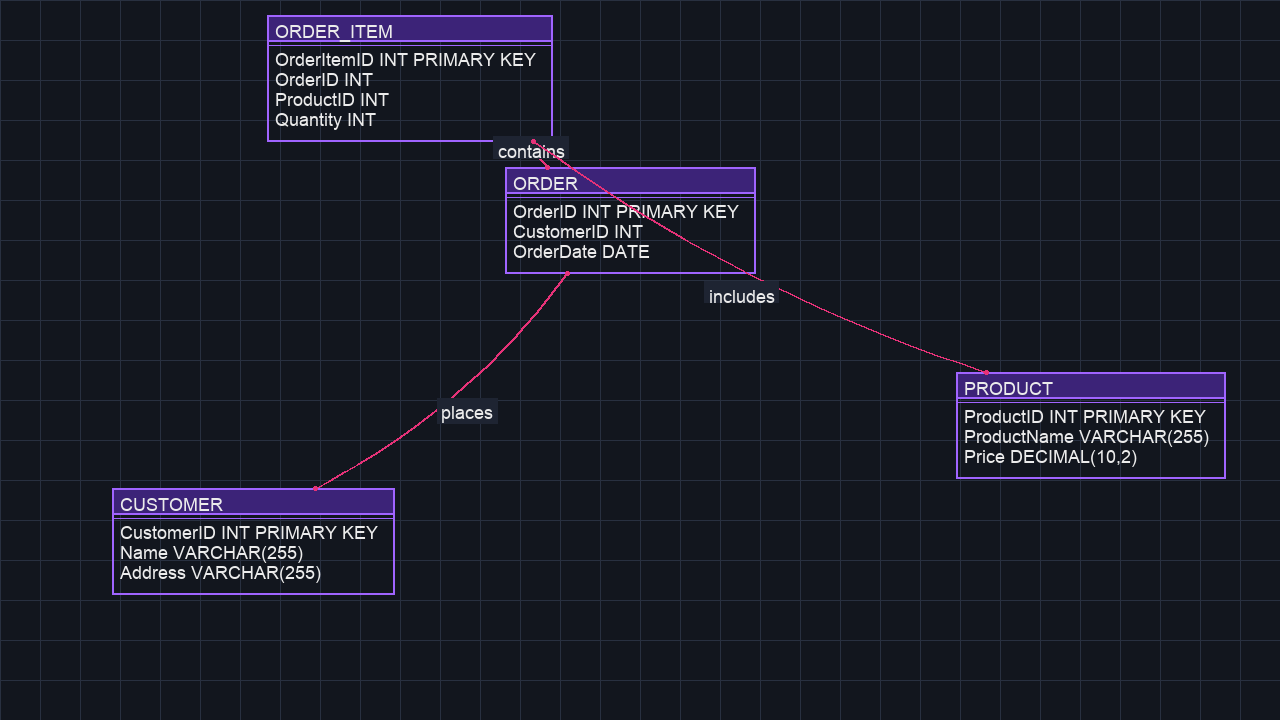 ORDER_ITEM
OrderItemID INT PRIMARY KEY
OrderID INT
ProductID INT
Quantity INT
contains
ORDER
OrderID INT PRIMARY KEY
CustomerID INT
OrderDate DATE
includes
places
PRODUCT
ProductID INT PRIMARY KEY
ProductName VARCHAR(255)
Price DECIMAL(10,2)
CUSTOMER
CustomerID INT PRIMARY KEY
Name VARCHAR(255)
Address VARCHAR(255)